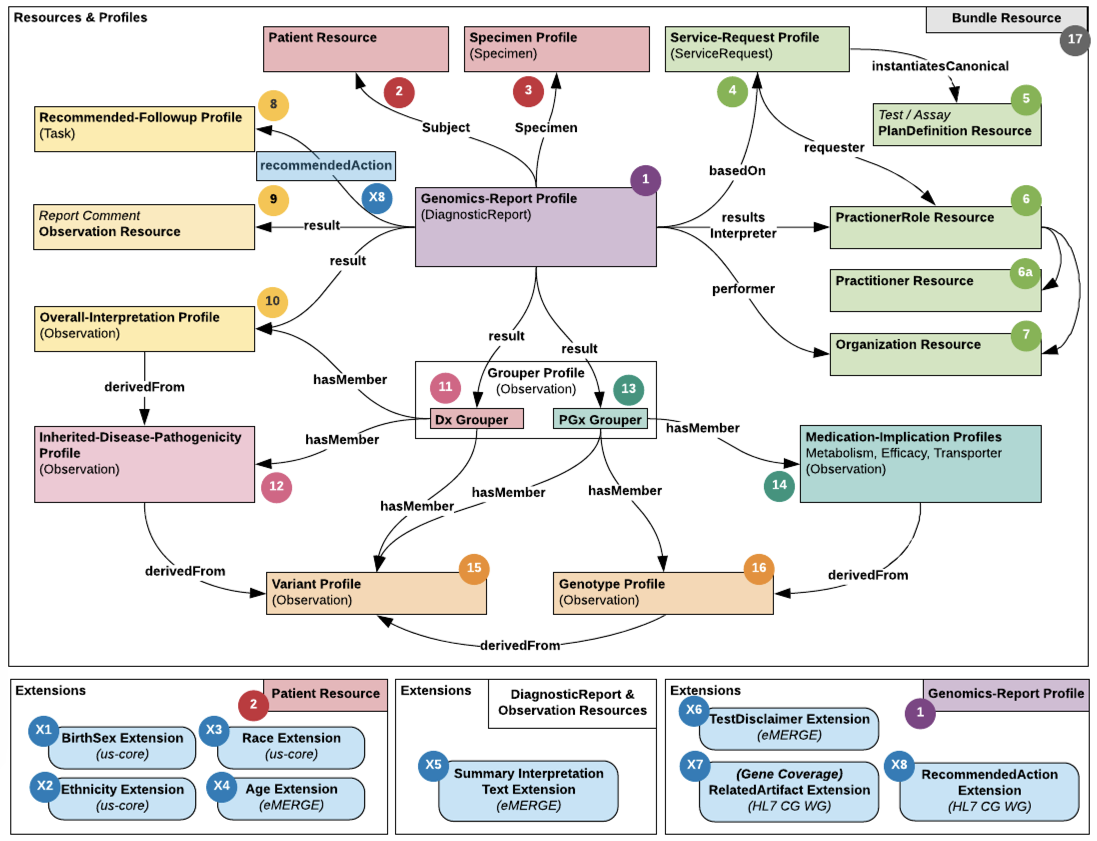 Resources & Profiles
Bundle Resource
17
Patient Resource
2
Specimen Profile
(Specimen)
3
Service-Request Profile
(ServiceRequest)
4
instantiatesCanonical
5
Test / Assay
PlanDefinition Resource
8
Recommended-Followup Profile
(Task)
Subject
Specimen
requester
basedOn
recommendedAction
X8
1
Genomics-Report Profile
(DiagnosticReport)
9
Report Comment
Observation Resource
result
results
Interpreter
6
PractionerRole Resource
result
performer
6a
Practitioner Resource
10
Overall-Interpretation Profile
(Observation)
7
Organization Resource
result
result
derivedFrom
hasMember
Grouper Profile
(Observation)
11
13
Dx Grouper
PGx Grouper
hasMember
hasMember
Inherited-Disease-Pathogenicity
Profile
(Observation)
12
Medication-Implication Profiles
Metabolism, Efficacy, Transporter
(Observation)
14
hasMember
hasMember
hasMember
derivedFrom
derivedFrom
15
Variant Profile
(Observation)
16
Genotype Profile
(Observation)
derivedFrom
Extensions
Patient Resource
2
X1
BirthSex Extension
(us-core)
X3
Race Extension
(us-core)
X2
Ethnicity Extension
(us-core)
X4
Age Extension
(eMERGE)
Extensions
DiagnosticReport &
Observation Resources
X5
Summary Interpretation
Text Extension
(eMERGE)
Extensions
Genomics-Report Profile
1
X6
TestDisclaimer Extension
(eMERGE)
X7
(Gene Coverage)
RelatedArtifact Extension
(HL7 CG WG)
X8
RecommendedAction
Extension
(HL7 CG WG)